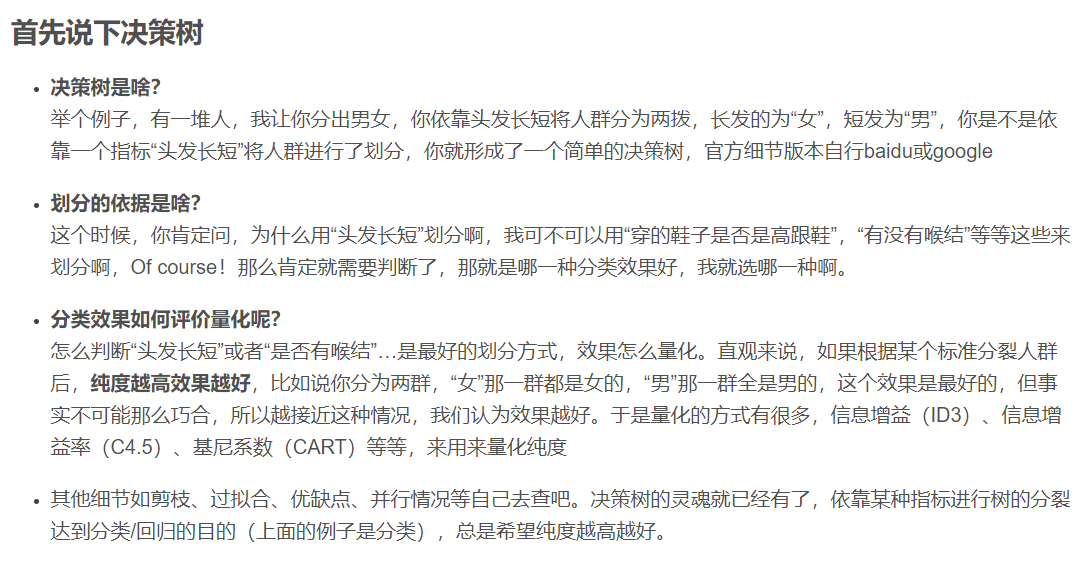 首先说下决策树
决策树是啥？
举个例子，有一堆人，我让你分出男女，你依靠头发长短将人群分为两拨，长发的为“女”，短发为“男”，你是不是依
靠一个指标“头发长短”将人群进行了划分，你就形成了一个简单的决策树，官方细节版本自行baidu或google
划分的依据是啥？
这个时候，你肯定问，为什么用“头发长短”划分啊，我可不可以用“穿的鞋子是否是高跟鞋”，“有没有喉结”等等这些来
划分啊，Of course！那么肯定就需要判断了，那就是哪一种分类效果好，我就选哪一种啊。
分类效果如何评价量化呢？
怎么判断“头发长短”或者“是否有喉结”…是最好的划分方式，效果怎么量化。直观来说，如果根据某个标准分裂人群
后，纯度越高效果越好，比如说你分为两群，“女”那一群都是女的，“男”那一群全是男的，这个效果是最好的，但事
实不可能那么巧合，所以越接近这种情况，我们认为效果越好。于是量化的方式有很多，信息增益（ID3）、信息增
益率（C4.5）、基尼系数（CART）等等，来用来量化纯度
其他细节如剪枝、过拟合、优缺点、并行情况等自己去查吧。决策树的灵魂就已经有了，依靠某种指标进行树的分裂
达到分类/回归的目的（上面的例子是分类），总是希望纯度越高越好。